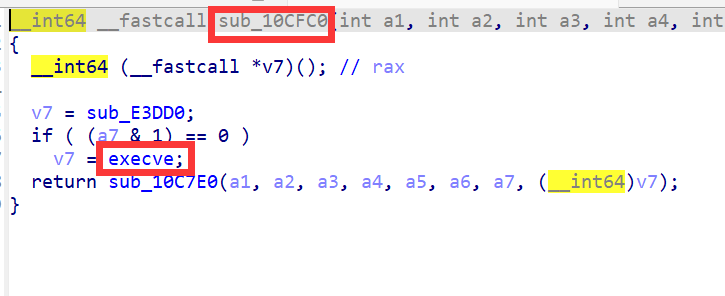 __int64 __fastcall sub_10CFC0(int a1, int a2, int a3, int a4, int
{
__int64 (__fastcall *v7)(); // rax
v7 = sub_E3DD0;
if ( (a7 & 1) == 0 )
v7 = execve;
return sub_10C7E0(a1, a2, a3, a4, a5, a6, a7, (__int64)v7);
}